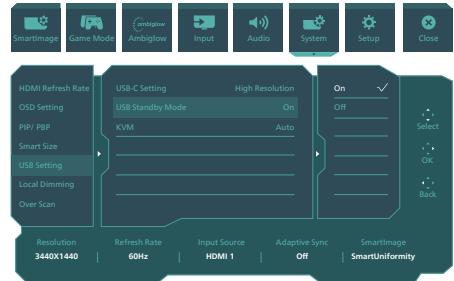 ambiglow
SmartImage Game Mode Ambiglow Input Audio System Setup Close
HDMI Refresh Rate USB-C Setting High Resolution On
OSD Setting USB Standby Mode On Off
PIP/ PBP KVM Auto Select
Smart Size
USB Setting OK
Local Dimming
Over Scan Back
Resolution Refresh Rate Input Source Adaptive Sync SmartImage
3440X1440 60Hz HDMI 1 Off SmartUniformity